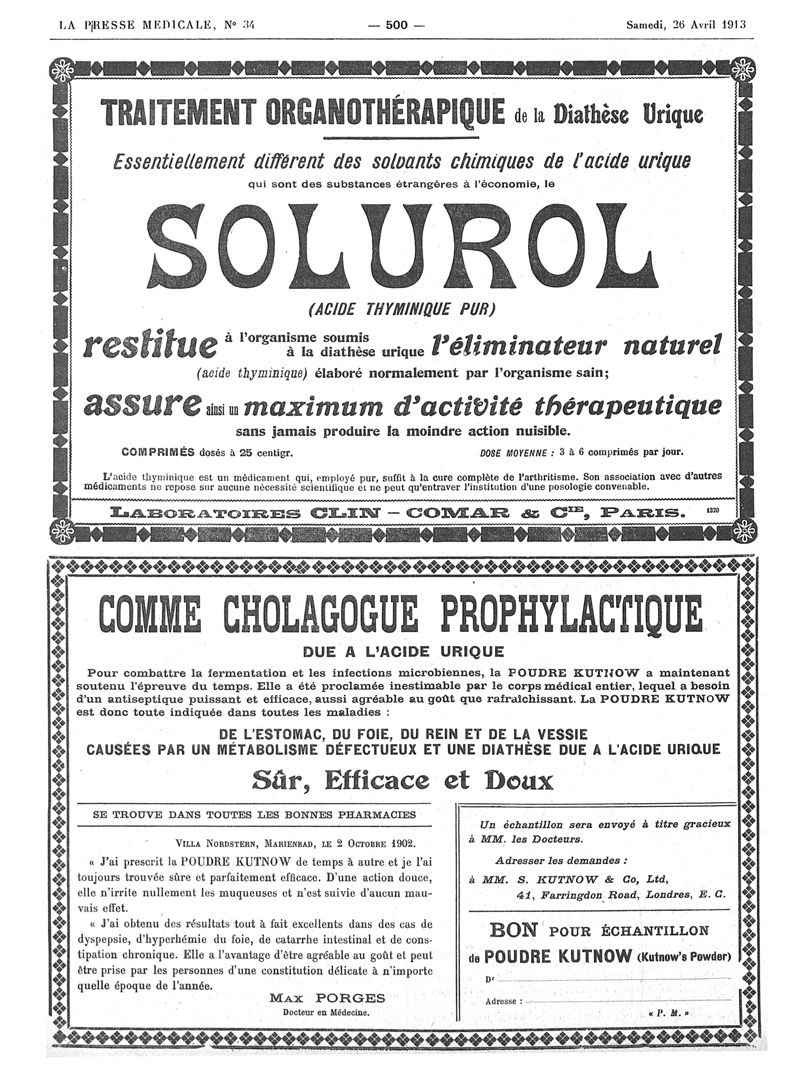 LA PRESSE MEDICALE, No 34 — 500 — Samedi, 26 Avril 1913
TRAITEMENT ORGANOTHÉRAPIQUE de la Diathèse Urique
Essentiellement différent des solvants chimiques de l'acide urique
qui sont des substances étrangères à l'économie, le
SOLUROL
(ACIDE THYMINIQUE PUR)
restitue à l'organisme soumis à la diathèse urique l'éliminateur naturel
(acide thyminique) élaboré normalement par l'organisme sain;
assure ainsi un maximum d'activité thérapeutique
sans jamais produire la moindre action nuisible.
COMPRIMÉS dosés à 25 centigr. DOSE MOYENNE : 3 à 6 comprimés par jour.
L'acide thyminique est un médicament qui, employé pur, suffit à la cure complète de l'arthritisme. Son association avec d'autres
médicaments ne repose sur aucune nécessité scientifique et ne peut qu'entraver l'institution d'une posologie convenable.
LABORATOIRES CLIN – COMAR & CIE, PARIS. 1370
COMME CHOLAGOGUE PROPHYLACTIQUE
DUE A L'ACIDE URIQUE
Pour combattre la fermentation et les infections microbiennes, la POUDRE KUTNOW a maintenant
soutenu l'épreuve du temps. Elle a été proclamée inestimable par le corps médical entier, lequel a besoin
d'un antiseptique puissant et efficace, aussi agréable au goût que rafraîchissant. La POUDRE KUTNOW
est donc toute indiquée dans toutes les maladies :
DE L'ESTOMAC, DU FOIE, DU REIN ET DE LA VESSIE
CAUSÉES PAR UN MÉTABOLISME DÉFECTUEUX ET UNE DIATHÈSE DUE A L'ACIDE URIQUE
Sûr, Efficace et Doux
SE TROUVE DANS TOUTES LES BONNES PHARMACIES
VILLA NORDSTERN, MARIENBAD, LE 2 OCTOBRE 1902.
« J'ai prescrit la POUDRE KUTNOW de temps à autre et je l'ai
toujours trouvée sûre et parfaitement efficace. D'une action douce,
elle n'irrite nullement les muqueuses et n'est suivie d'aucun mau-
vais effet.
« J'ai obtenu des résultats tout à fait excellents dans des cas de
dyspepsie, d'hyperhémie du foie, de catarrhe intestinal et de cons-
tipation chronique. Elle a l'avantage d'être agréable au goût et peut
être prise par les personnes d'une constitution délicate à n'importe
quelle époque de l'année.
MAX PORGES
Docteur en Médecine.
Un échantillon sera envoyé à titre gracieux
à MM. les Docteurs.
Adresser les demandes :
à MM. S. KUTNOW & Co, Ltd,
41, Farringdon Road, Londres, E. C.
BON POUR ÉCHANTILLON
de POUDRE KUTNOW (Kutnow's Powder)
Dr
Adresse :
« P. M. »